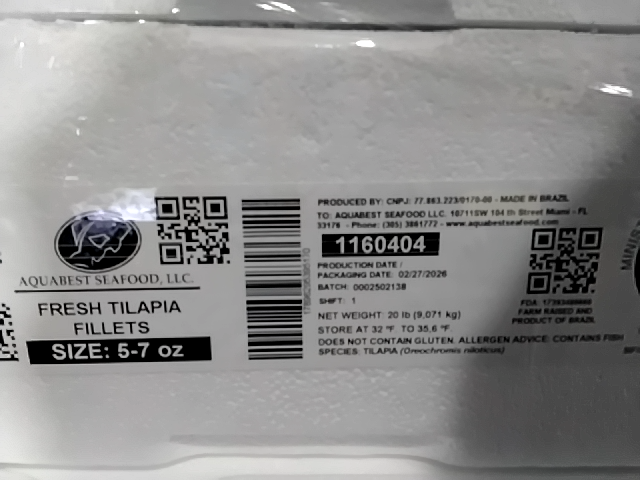 AQUABEST SEAFOOD, LLC.
FRESH TILAPIA
FILLETS
SIZE: 5-7 oz
PRODUCED BY: CNPJ: 77.863.223/0170-00 - MADE IN BRAZIL
TO: AQUABEST SEAFOOD LLC. 10711SW 104 th Street Miami - FL
33176 - Phone: (305) 3861772 - www.aquabestseafood.com
1160404
PRODUCTION DATE /
PACKAGING DATE: 02/27/2026
BATCH: 0002502138
SHIFT: 1
NET WEIGHT: 20 lb (9,071 kg)
STORE AT 32 °F. TO 35,6 °F.
DOES NOT CONTAIN GLUTEN. ALLERGEN ADVICE: CONTAINS FISH
SPECIES: TILAPIA (Oreochromis niloticus)
FDA:
FARM RAISED AND
PRODUCT OF BRAZIL